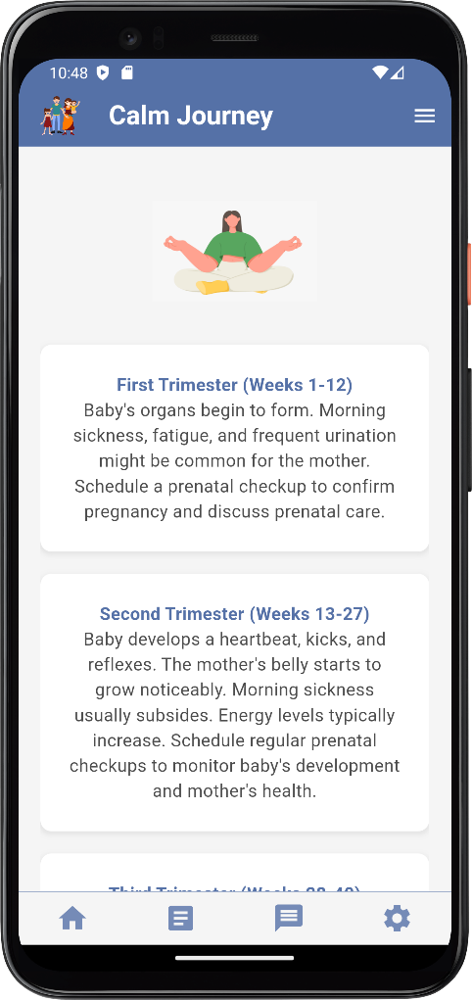 10:48
Calm Journey
First Trimester (Weeks 1-12)
Baby's organs begin to form. Morning
sickness, fatigue, and frequent urination
might be common for the mother.
Schedule a prenatal checkup to confirm
pregnancy and discuss prenatal care.
Second Trimester (Weeks 13-27)
Baby develops a heartbeat, kicks, and
reflexes. The mother's belly starts to
grow noticeably. Morning sickness
usually subsides. Energy levels typically
increase. Schedule regular prenatal
checkups to monitor baby's development
and mother's health.
Third Trimester (Weeks 28-40)